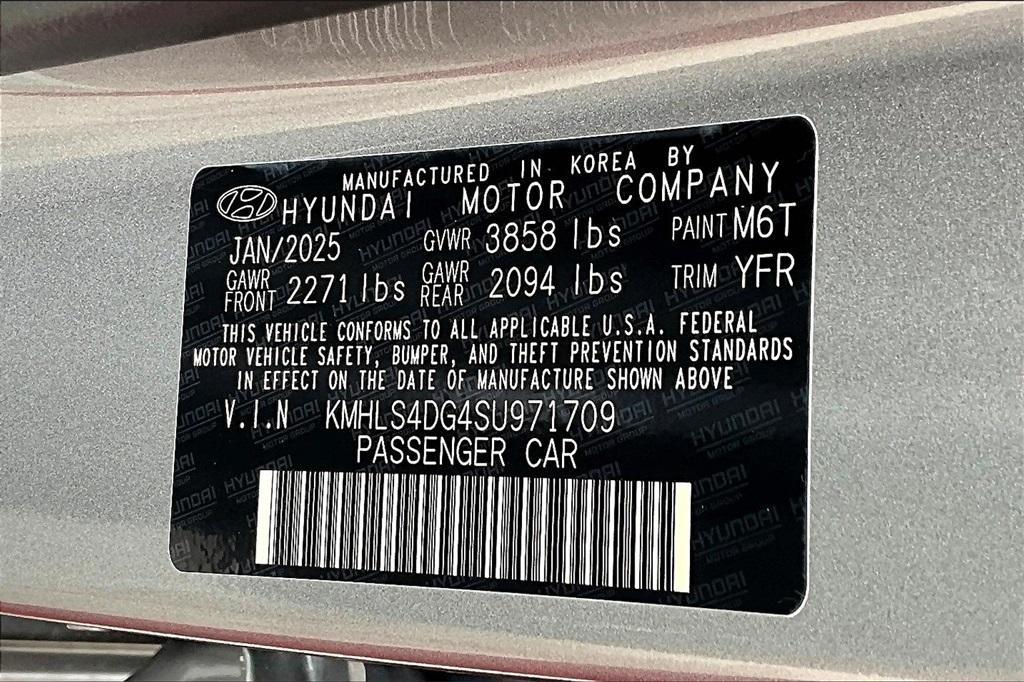 MANUFACTURED IN KOREA BY
HYUNDAI MOTOR COMPANY
JAN/2025 GVWR 3858 lbs PAINT M6T
GAWR FRONT 2271 lbs GAWR REAR 2094 lbs TRIM YFR
THIS VEHICLE CONFORMS TO ALL APPLICABLE U.S.A. FEDERAL
MOTOR VEHICLE SAFETY, BUMPER, AND THEFT PREVENTION STANDARDS
IN EFFECT ON THE DATE OF MANUFACTURE SHOWN ABOVE
V.I.N KMHLS4DG4SU971709
PASSENGER CAR